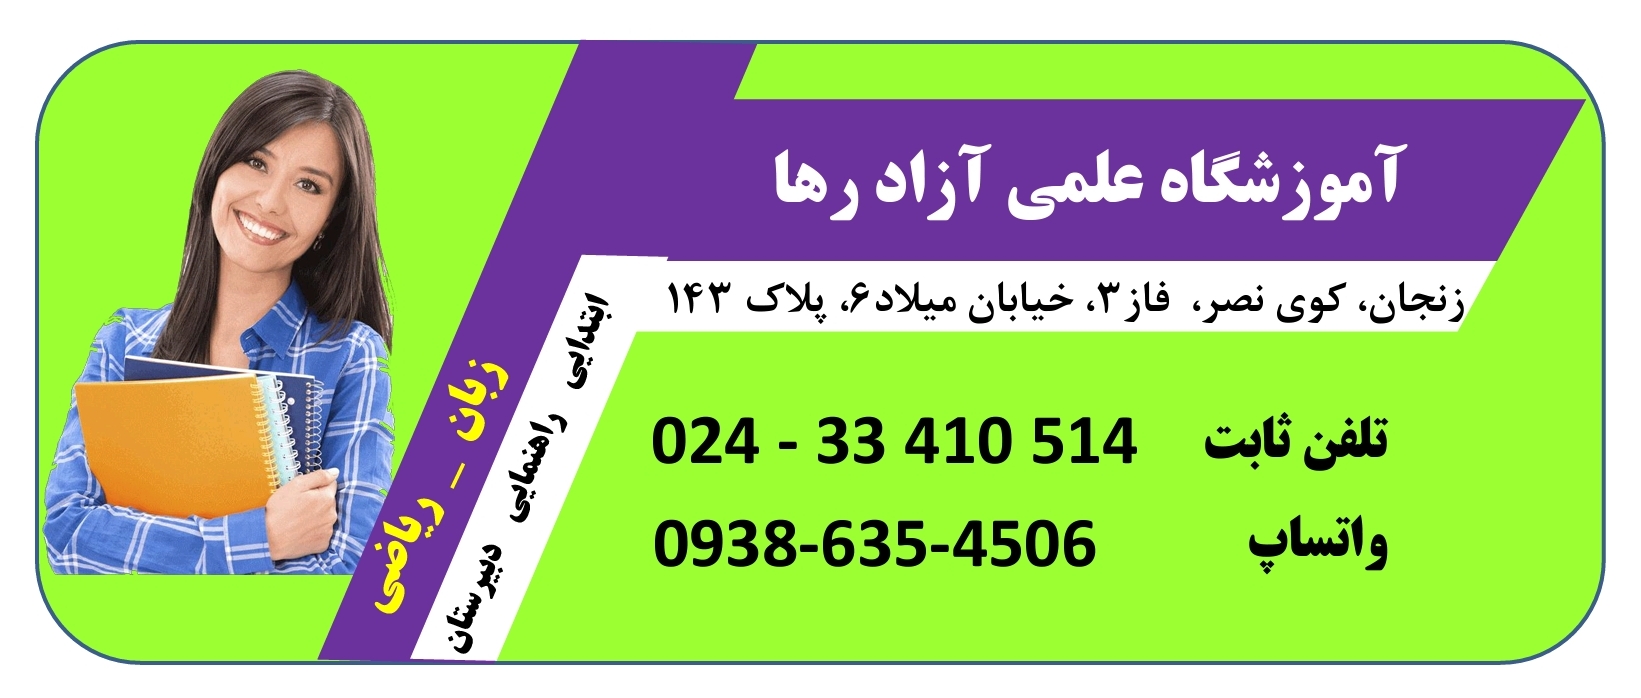 آموزشگاه علمی آزاد رها
زنجان، کوی نصر، فاز۳، خیابان میلاد۶، پلاک ۱۴۳
زبان _ ریاضی
ابتدایی راهنمایی دبیرستان
تلفن ثابت 024 - 33 410 514
واتساپ 0938-635-4506